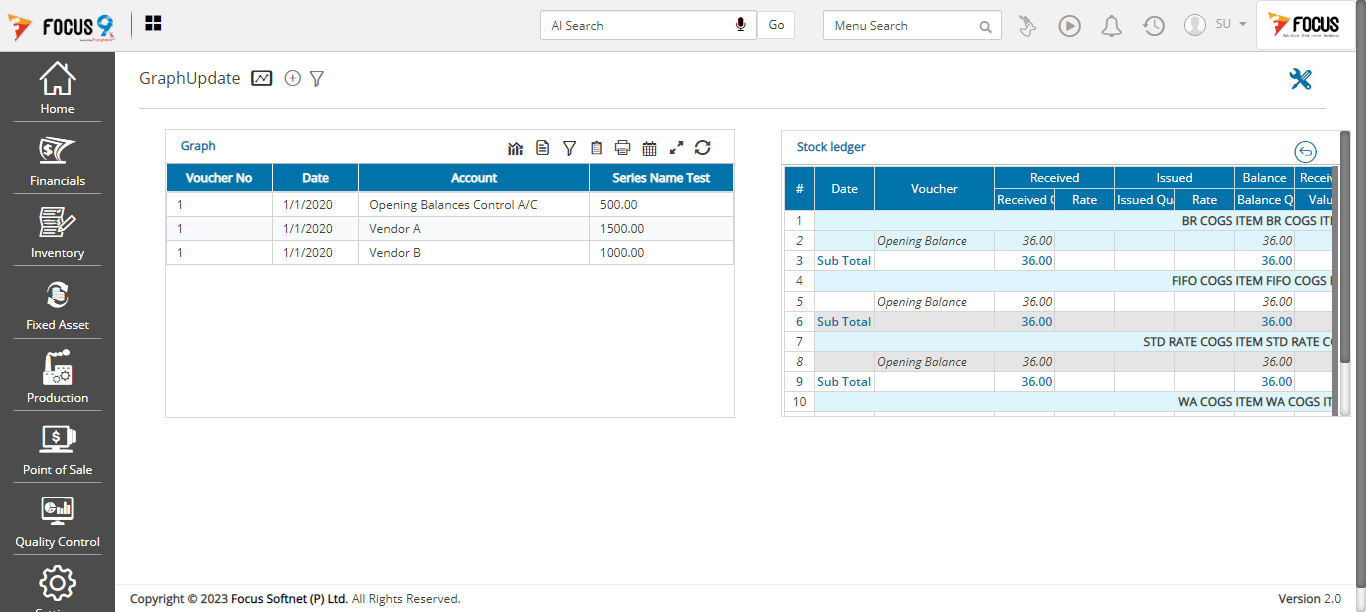 FOCUS 9
AI Search
Go
Menu Search
SU
FOCUS
Home
Financials
Inventory
Fixed Asset
Production
Point of Sale
Quality Control
GraphUpdate
Graph
Voucher No Date Account Series Name Test
1 1/1/2020 Opening Balances Control A/C 500.00
1 1/1/2020 Vendor A 1500.00
1 1/1/2020 Vendor B 1000.00
Stock ledger
# Date Voucher Received Issued Balance Receiv
Received Q Rate Issued Qu Rate Balance Q Valu
1 BR COGS ITEM BR COGS ITE
2 Opening Balance 36.00 36.00
3 Sub Total 36.00 36.00
4 FIFO COGS ITEM FIFO COGS I
5 Opening Balance 36.00 36.00
6 Sub Total 36.00 36.00
7 STD RATE COGS ITEM STD RATE CO
8 Opening Balance 36.00 36.00
9 Sub Total 36.00 36.00
10 WA COGS ITEM WA COGS IT
Copyright © 2023 Focus Softnet (P) Ltd. All Rights Reserved.
Version 2.0